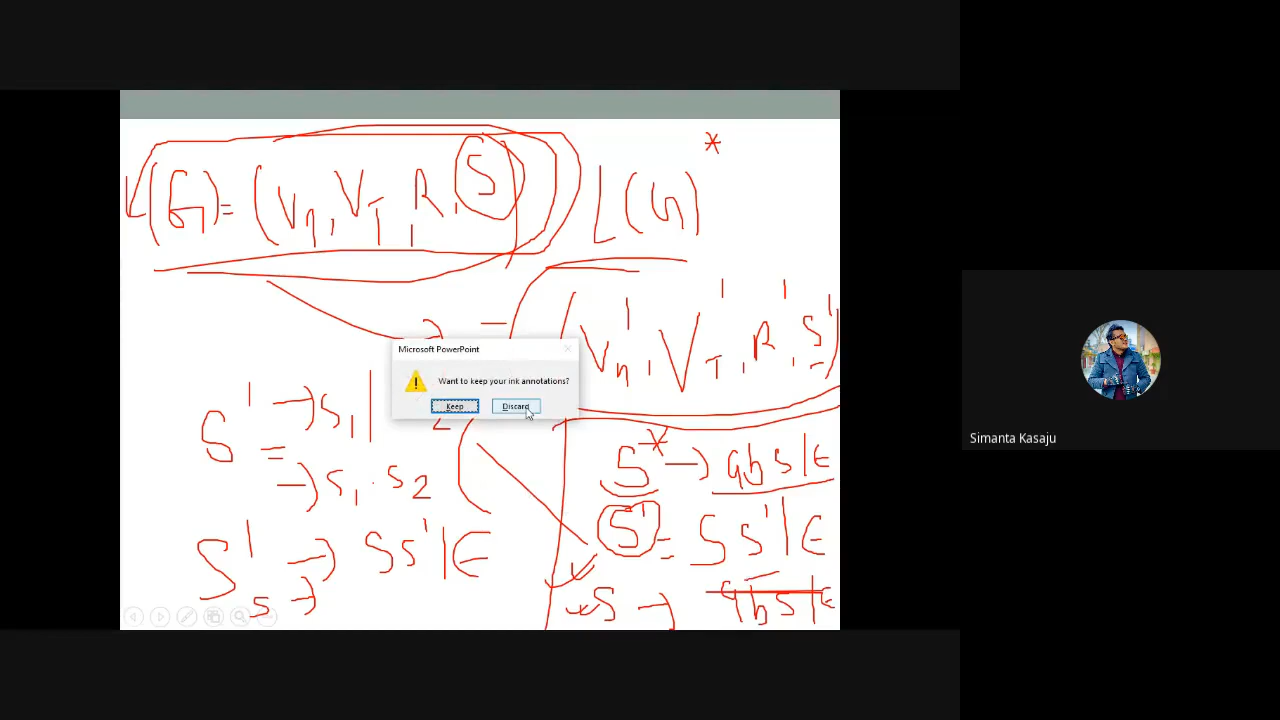 L(G)= (Vn, VT, R, S) L(G)*
(Vn', VT', R', S')
Microsoft PowerPoint
Want to keep your ink annotations?
Keep Discard
S' → S1|
= → S1 . S2
S* → abS|ε
S' = SS'|ε
S' → SS'|ε
S →
S → abS|ε
Simanta Kasaju